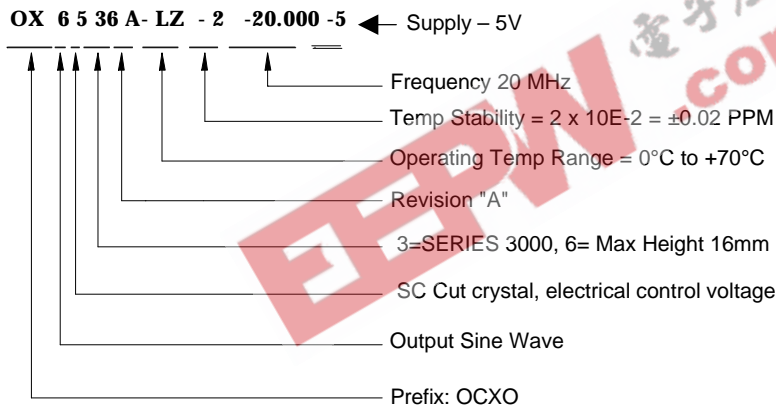 OX 6 5 36 A- LZ - 2 -20.000 -5 Supply – 5V
Frequency 20 MHz
Temp Stability = 2 x 10E-2 = ±0.02 PPM
Operating Temp Range = 0°C to +70°C
Revision "A"
3=SERIES 3000, 6= Max Height 16mm
SC Cut crystal, electrical control voltage
Output Sine Wave
Prefix: OCXO
EEPW
.com